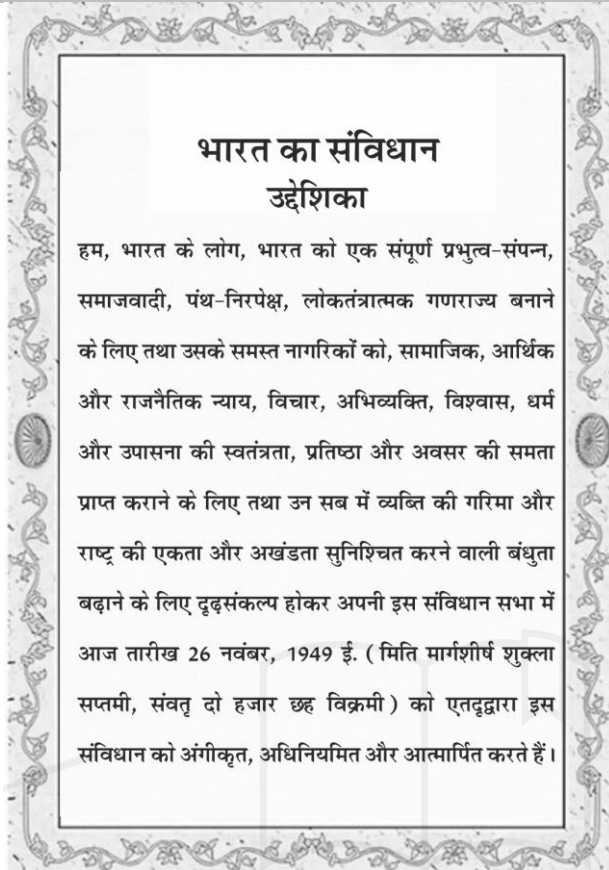 भारत का संविधान
उद्देशिका
हम, भारत के लोग, भारत को एक संपूर्ण प्रभुत्व-संपन्न,
समाजवादी, पंथ-निरपेक्ष, लोकतंत्रात्मक गणराज्य बनाने
के लिए तथा उसके समस्त नागरिकों को, सामाजिक, आर्थिक
और राजनैतिक न्याय, विचार, अभिव्यक्ति, विश्वास, धर्म
और उपासना की स्वतंत्रता, प्रतिष्ठा और अवसर की समता
प्राप्त कराने के लिए तथा उन सब में व्यब्ति की गरिमा और
राष्ट्र की एकता और अखंडता सुनिश्चित करने वाली बंधुता
बढ़ाने के लिए दृढ़संकल्प होकर अपनी इस संविधान सभा में
आज तारीख 26 नवंबर, 1949 ई. ( मिति मार्गशीर्ष शुक्ला
सप्तमी, संवतृ दो हजार छह विक्रमी ) को एतदृद्वारा इस
संविधान को अंगीकृत, अधिनियमित और आत्मार्पित करते हैं।